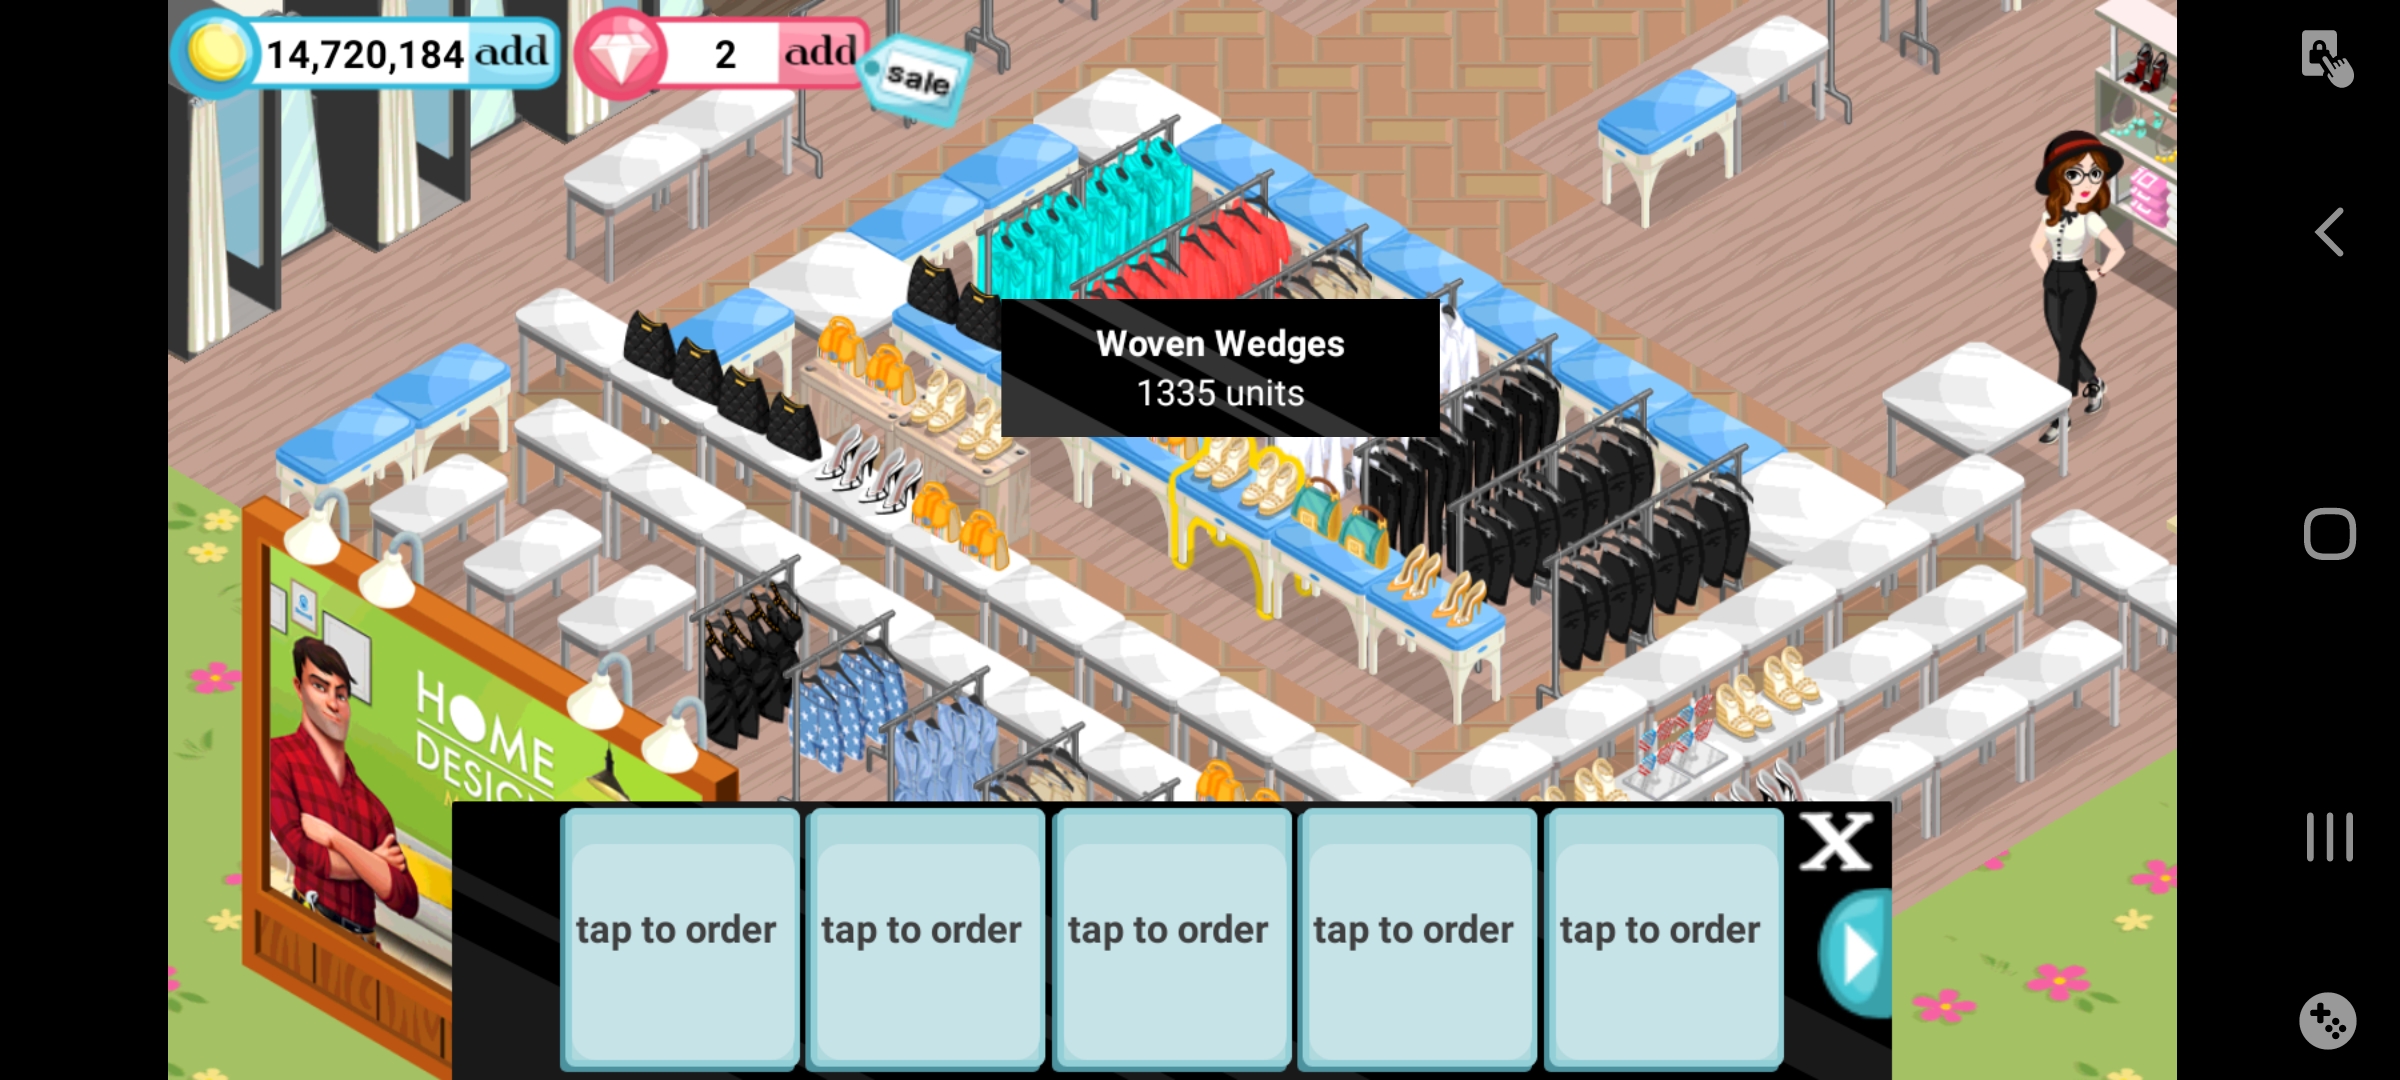 14,720,184 add
2 add
sale
Woven Wedges
1335 units
HOME
DESIGN
tap to order
tap to order
tap to order
tap to order
tap to order
X